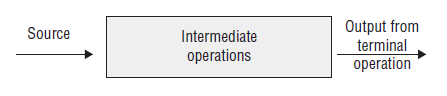 Source
Intermediate
operations
Output from
terminal
operation